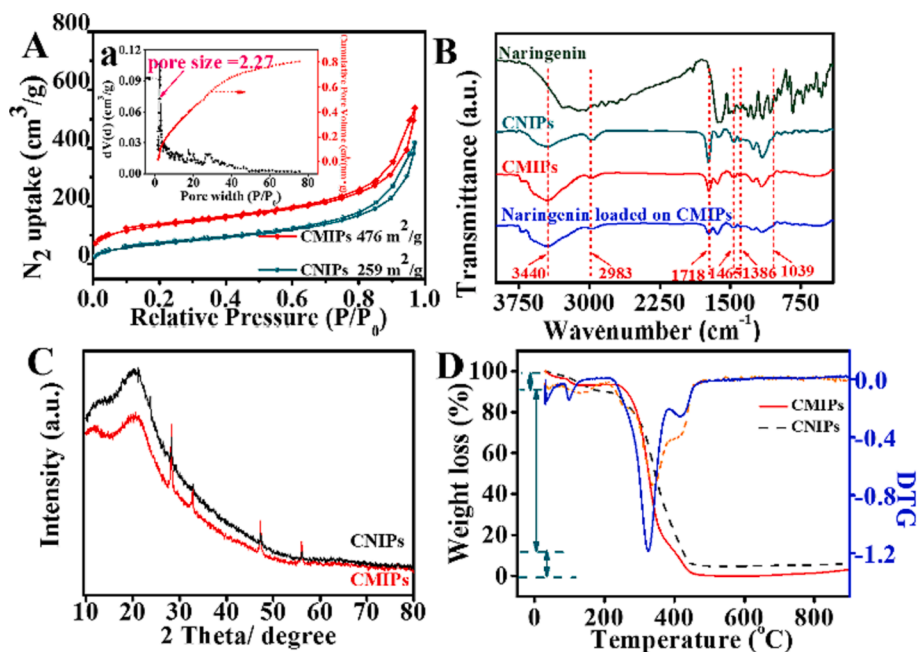 A
N2 uptake (cm3/g)
800
600
400
200
0
0.0 0.2 0.4 0.6 0.8 1.0
Relative Pressure (P/P0)
CMIPs 476 m2/g
CNIPs 259 m2/g
a
pore size =2.27
dV(d) (cm3/g)
0.12
0.09
0.06
0.03
0.00
0 20 40 60 80
Pore width (P/P0)
0.8
0.6
0.4
0.2
0.0
B
Transmittance (a.u.)
Naringenin
CNIPs
CMIPs
Naringenin loaded on CMIPs
3440 2983 1718 1465 1386 1039
3750 3000 2250 1500 750
Wavenumber (cm-1)
C
Intensity (a.u.)
CNIPs
CMIPs
10 20 30 40 50 60 70 80
2 Theta/ degree
D
Weight loss (%)
100
80
60
40
20
0
CMIPs
CNIPs
0 200 400 600 800
Temperature (°C)
0.0
-0.4
-0.8
-1.2
DTG